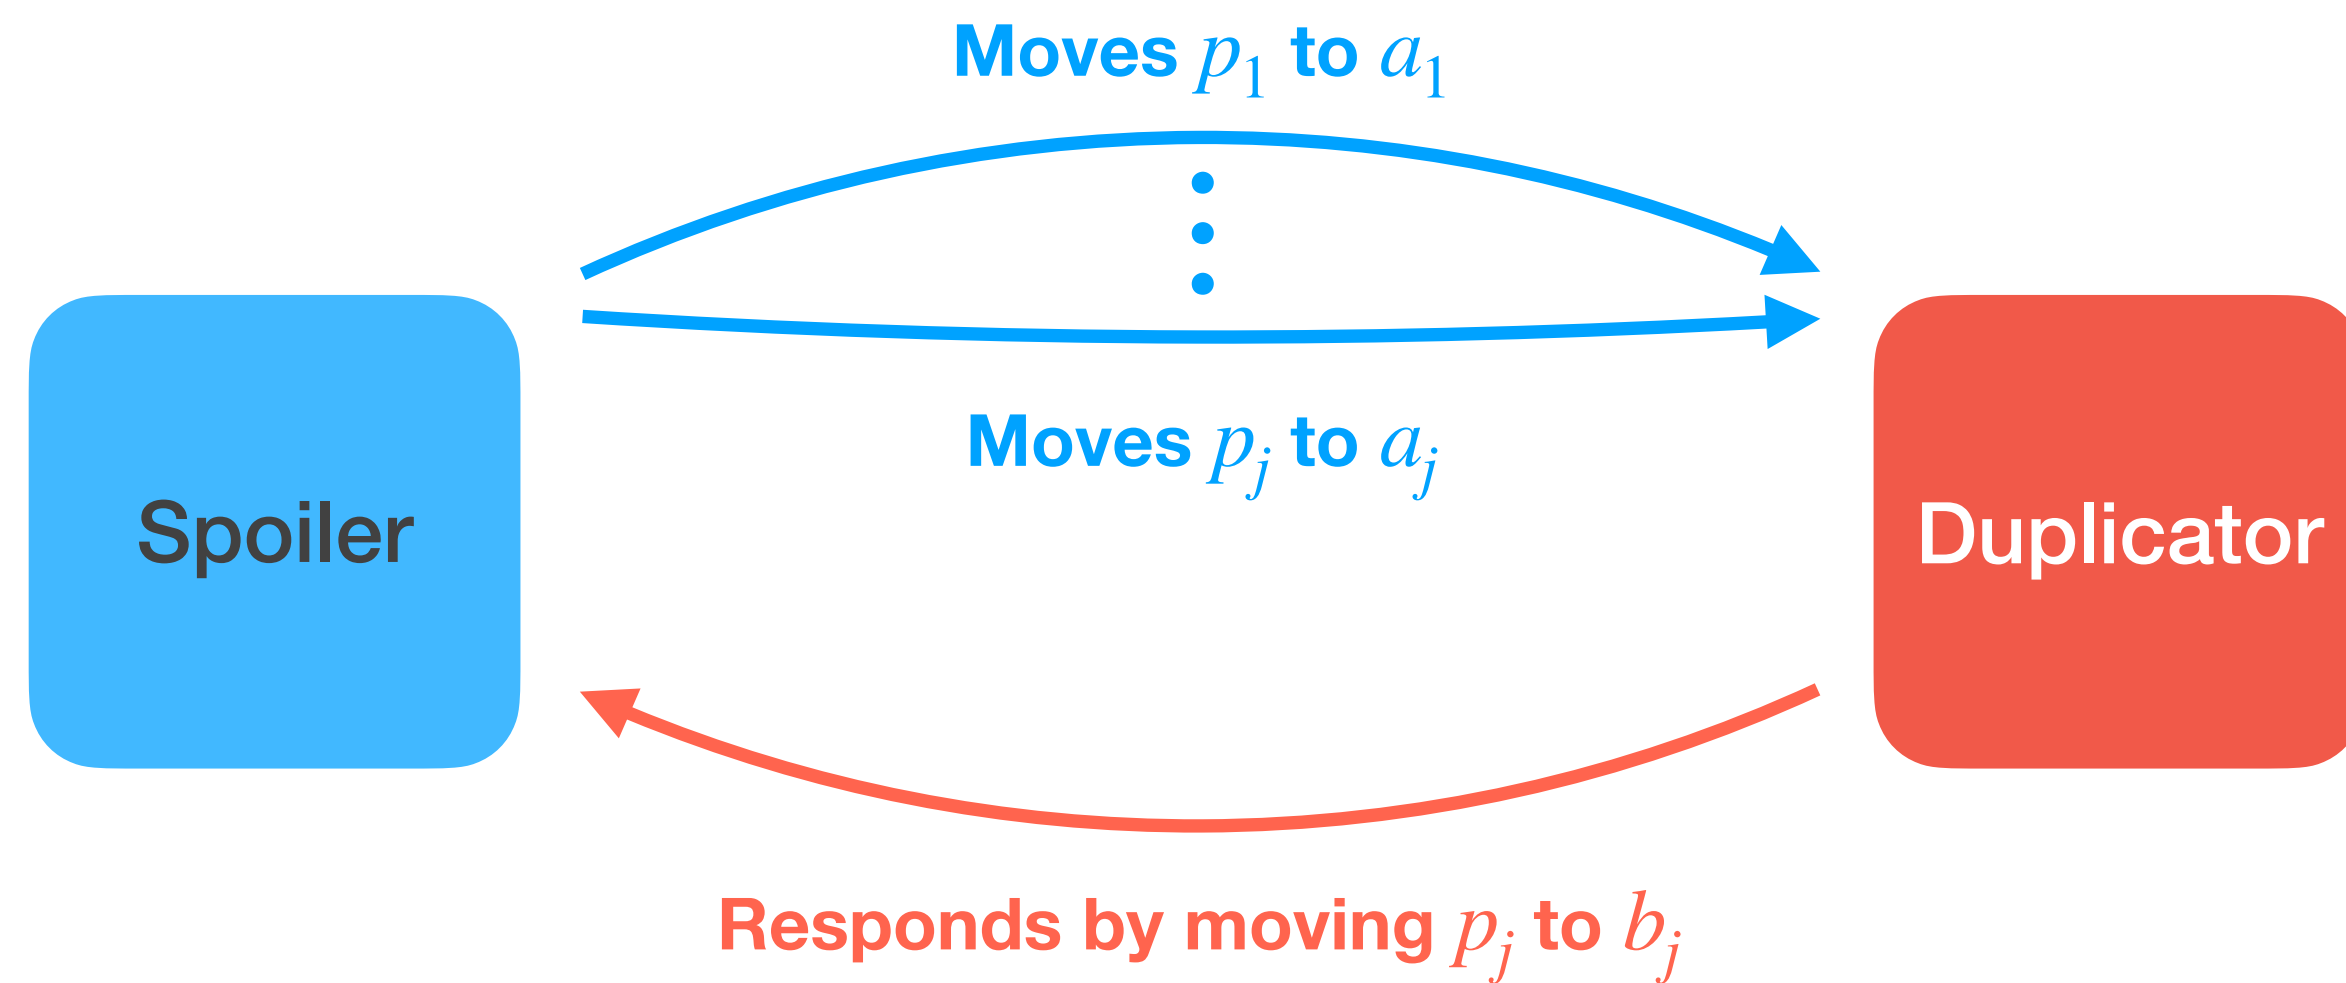 Moves p₁ to a₁
Moves pⱼ to aⱼ
Spoiler
Duplicator
Responds by moving pⱼ to bⱼ